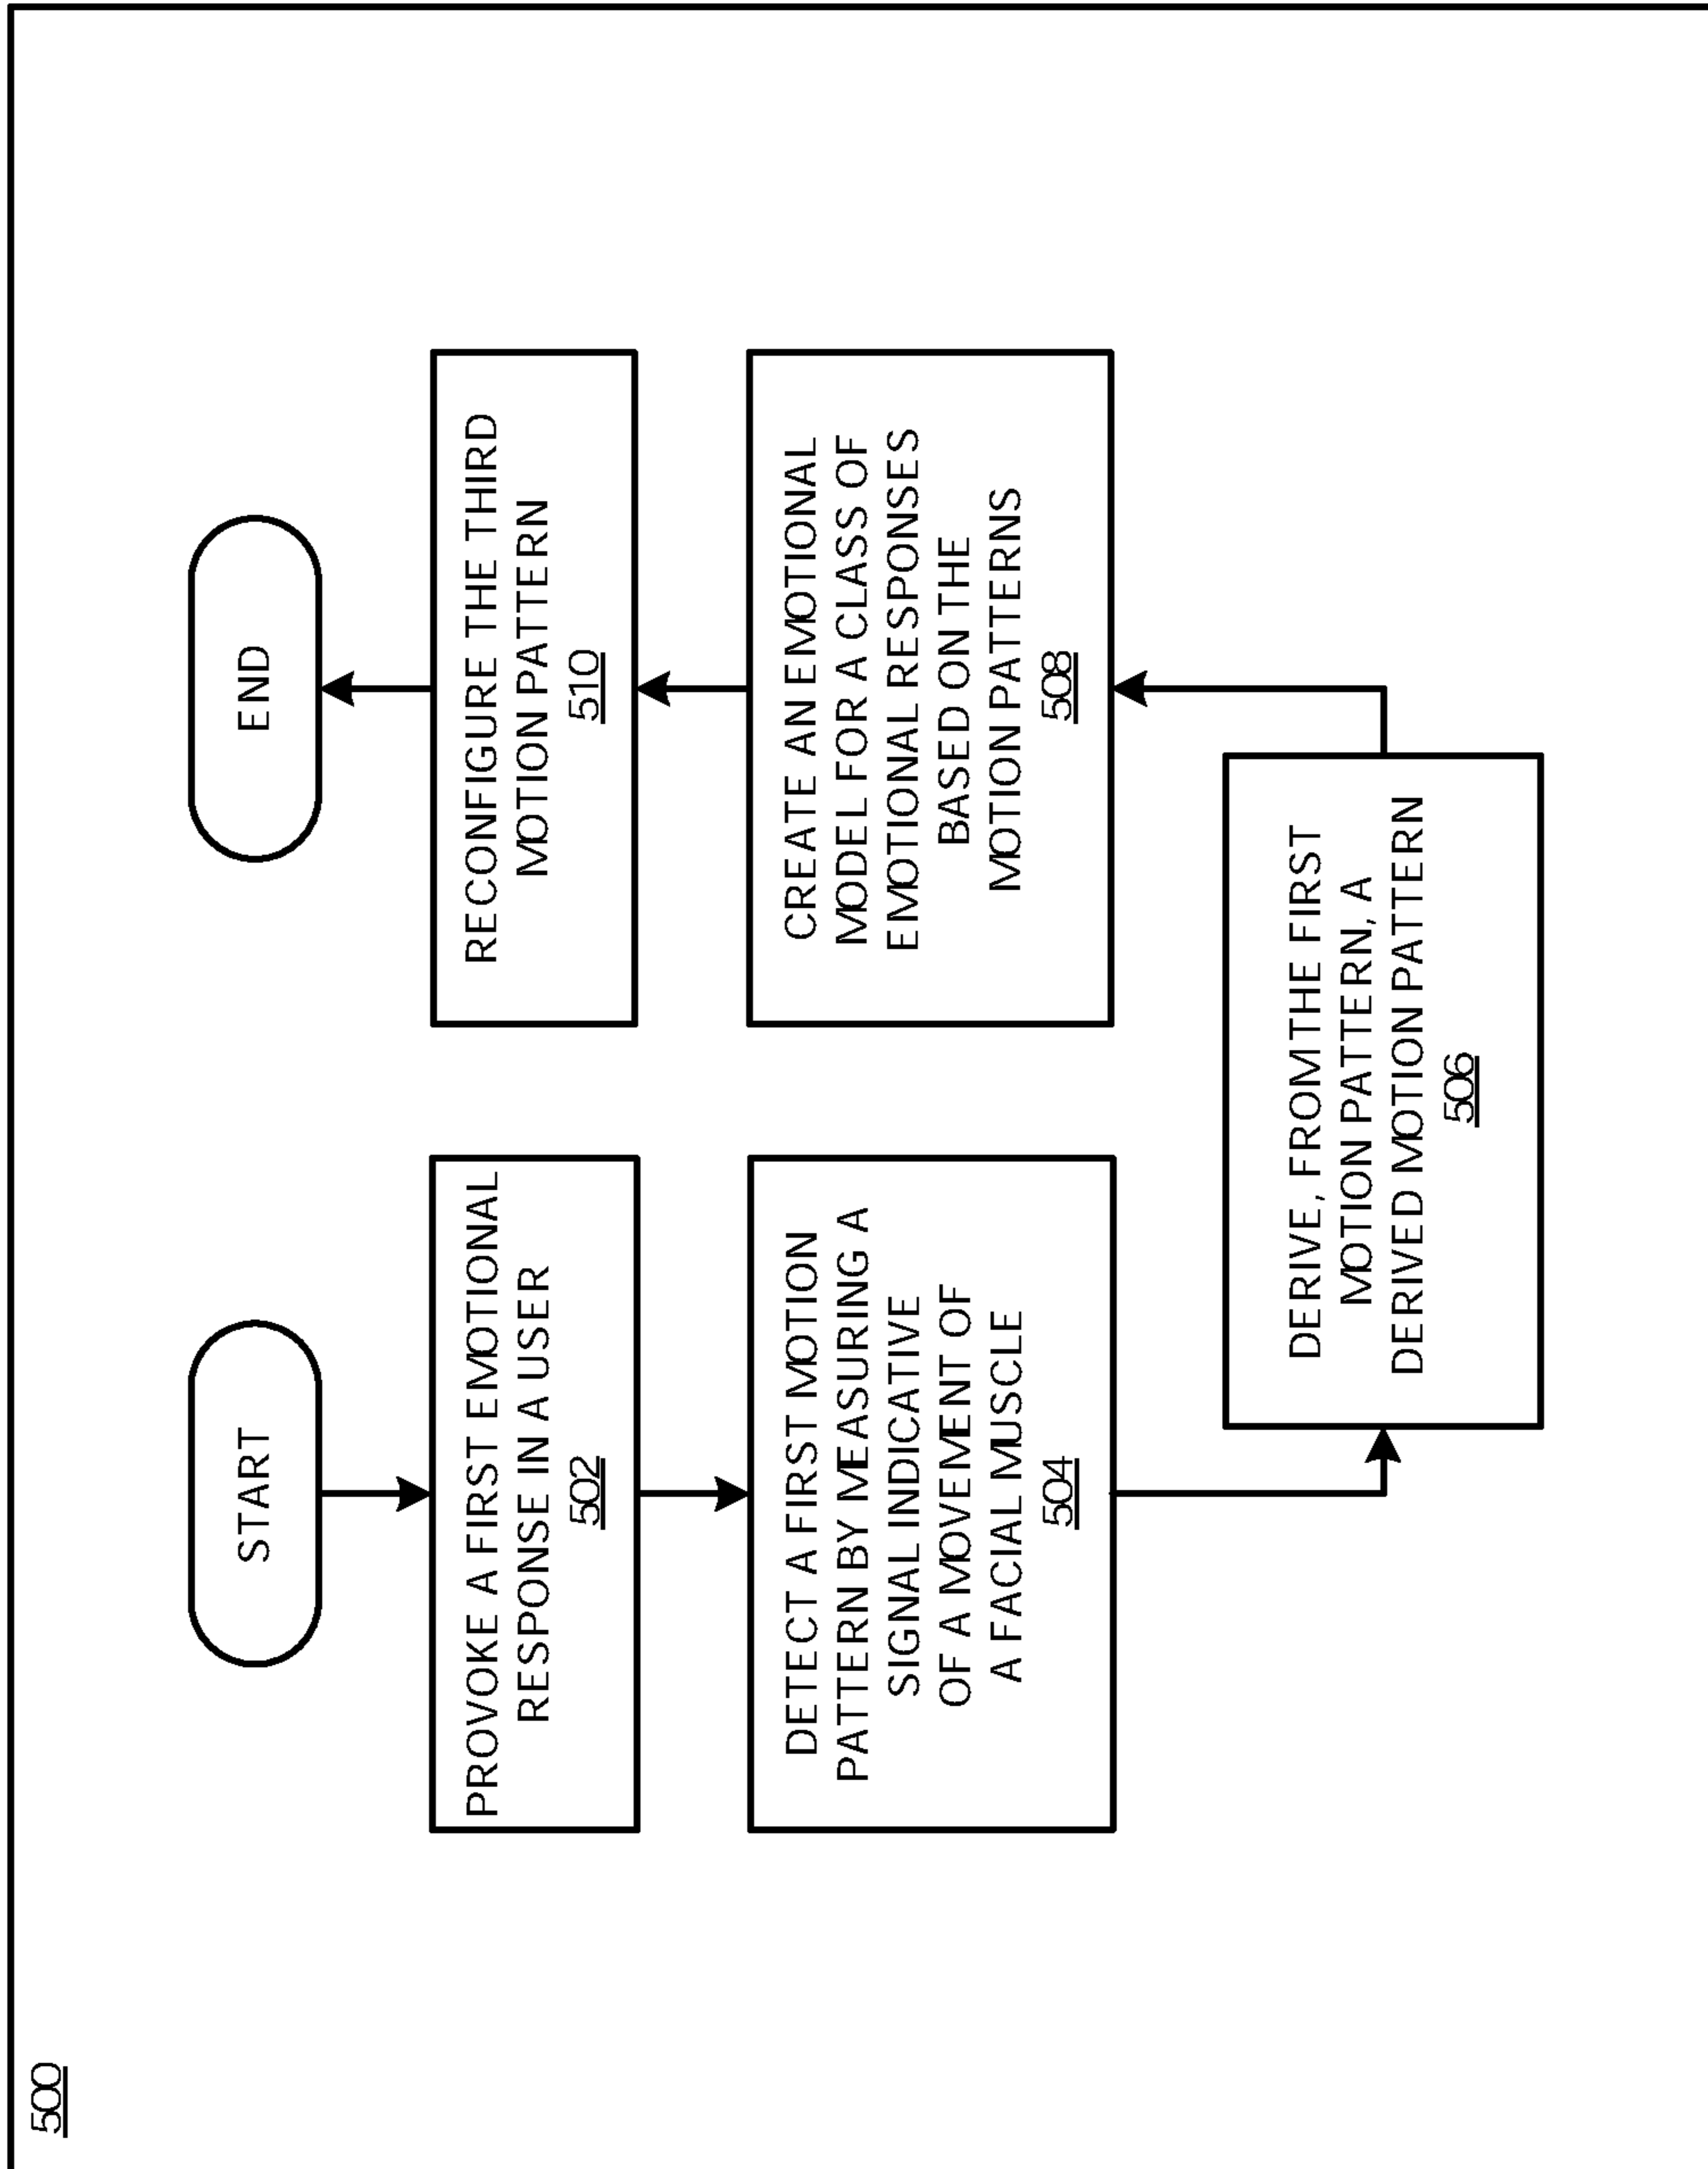 500
START
PROVOKE A FIRST EMOTIONAL
RESPONSE IN A USER
502
DETECT A FIRST MOTION
PATTERN BY MEASURING A
SIGNAL INDICATIVE
OF A MOVEMENT OF
A FACIAL MUSCLE
504
DERIVE, FROM THE FIRST
MOTION PATTERN, A
DERIVED MOTION PATTERN
506
CREATE AN EMOTIONAL
MODEL FOR A CLASS OF
EMOTIONAL RESPONSES
BASED ON THE
MOTION PATTERNS
508
RECONFIGURE THE THIRD
MOTION PATTERN
510
END